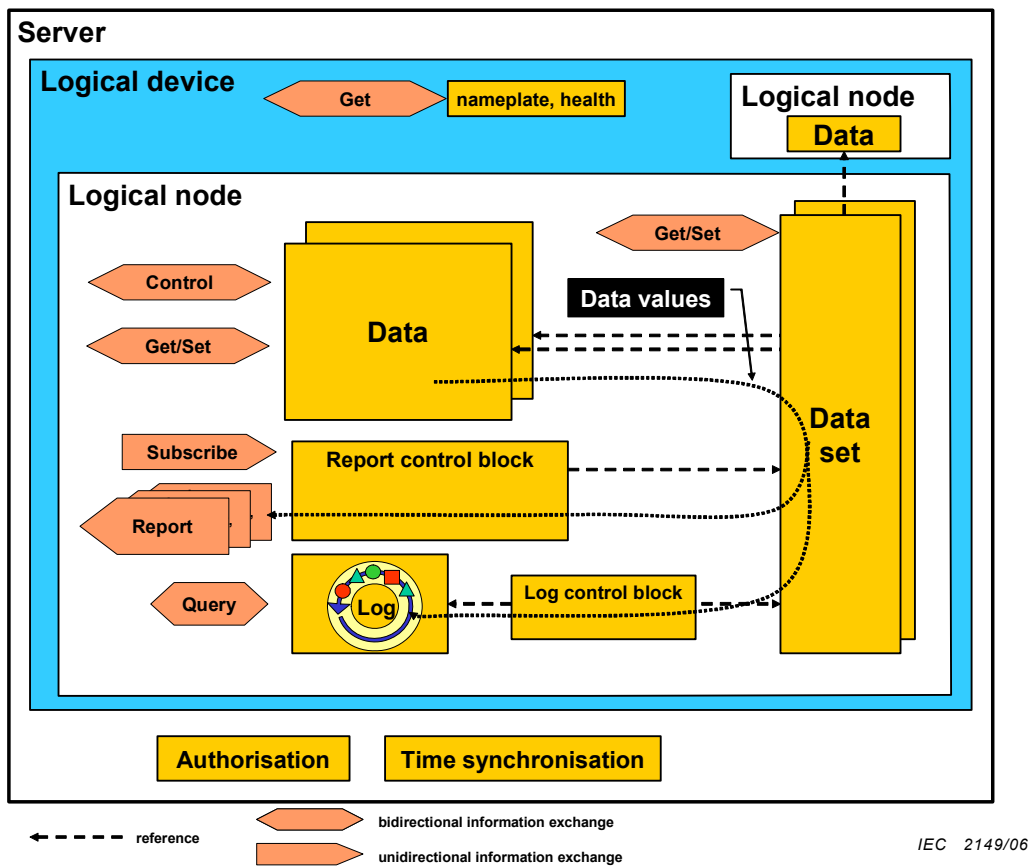 Server
Logical device
Get
nameplate, health
Logical node
Data
Logical node
Get/Set
Control
Data values
Get/Set
Data
Data
set
Subscribe
Report control block
Report
Query
Log
Log control block
Authorisation
Time synchronisation
reference
bidirectional information exchange
unidirectional information exchange
IEC 2149/06